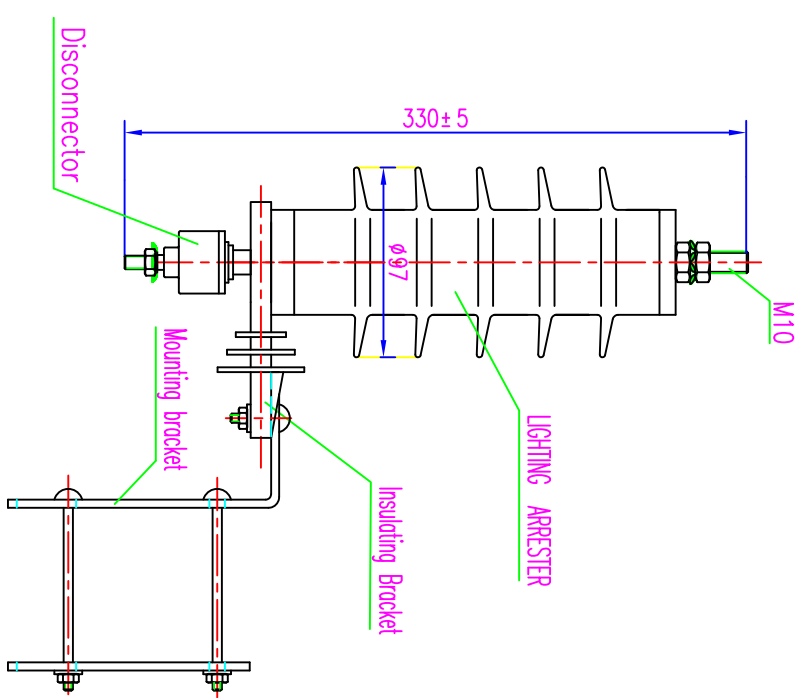 Disconnector
330±5
ø97
M10
LIGHTING ARRESTER
Mounting bracket
Insulating Bracket